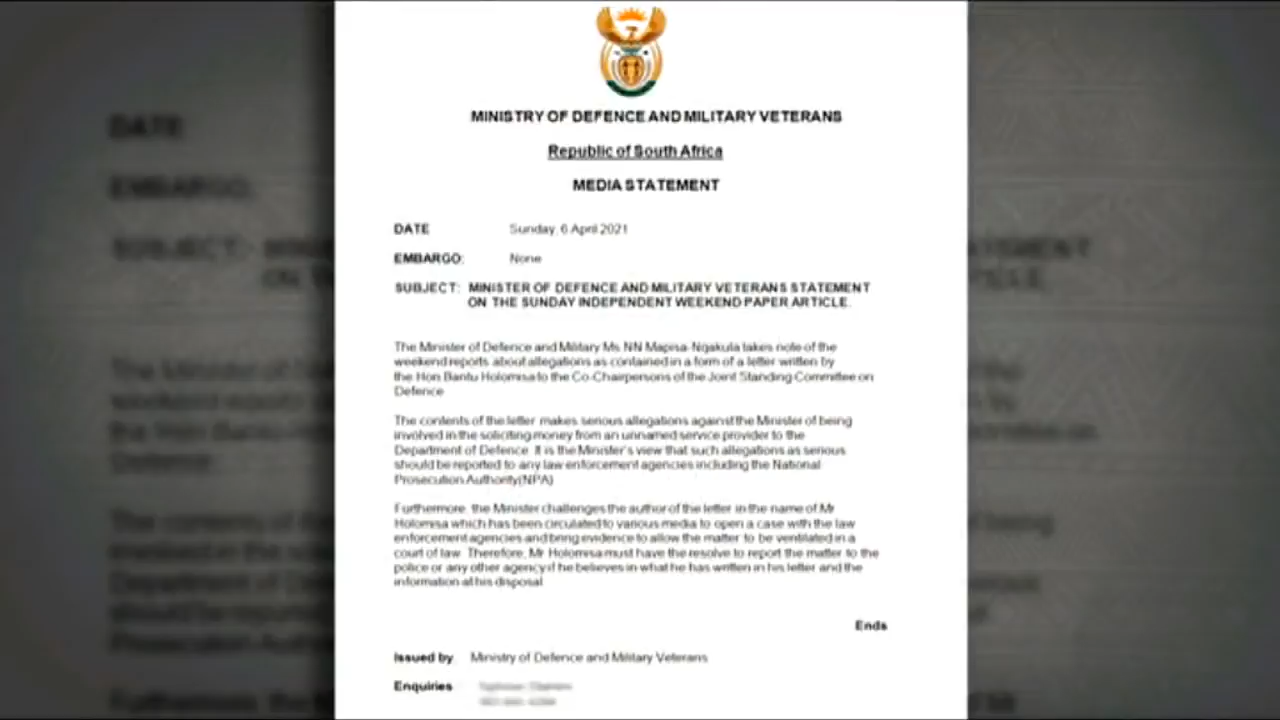 MINISTRY OF DEFENCE AND MILITARY VETERANS
Republic of South Africa
MEDIA STATEMENT
DATE Sunday, 6 April 2021
EMBARGO: None
SUBJECT: MINISTER OF DEFENCE AND MILITARY VETERANS STATEMENT
ON THE SUNDAY INDEPENDENT WEEKEND PAPER ARTICLE.
The Minister of Defence and Military Ms NN Mapisa-Ngakula takes note of the
weekend reports about allegations as contained in a form of a letter written by
the Hon Bantu Holomisa to the Co-Chairpersons of the Joint Standing Committee on
Defence
The contents of the letter makes serious allegations against the Minister of being
involved in the soliciting money from an unnamed service provider to the
Department of Defence. It is the Minister's view that such allegations as serious
should be reported to any law enforcement agencies including the National
Prosecution Authority(NPA)
Furthermore, the Minister challenges the author of the letter in the name of Mr
Holomisa which has been circulated to various media to open a case with the law
enforcement agencies and bring evidence to allow the matter to be ventilated in a
court of law. Therefore, Mr Holomisa must have the resolve to report the matter to the
police or any other agency if he believes in what he has written in his letter and the
information at his disposal
Ends
Issued by Ministry of Defence and Military Veterans
Enquiries